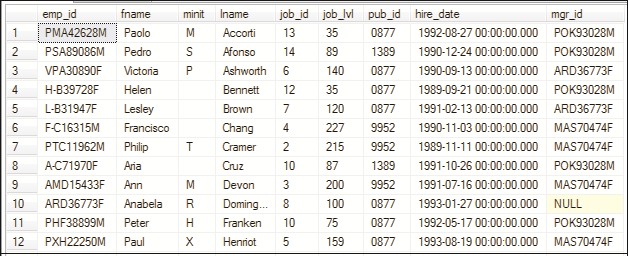 emp_id fname minit lname job_id job_lvl pub_id hire_date mgr_id
1 PMA42628M Paolo M Accorti 13 35 0877 1992-08-27 00:00:00.000 POK93028M
2 PSA89086M Pedro S Afonso 14 89 1389 1990-12-24 00:00:00.000 POK93028M
3 VPA30890F Victoria P Ashworth 6 140 0877 1990-09-13 00:00:00.000 ARD36773F
4 H-B39728F Helen Bennett 12 35 0877 1989-09-21 00:00:00.000 POK93028M
5 L-B31947F Lesley Brown 7 120 0877 1991-02-13 00:00:00.000 ARD36773F
6 F-C16315M Francisco Chang 4 227 9952 1990-11-03 00:00:00.000 MAS70474F
7 PTC11962M Philip T Cramer 2 215 9952 1989-11-11 00:00:00.000 MAS70474F
8 A-C71970F Aria Cruz 10 87 1389 1991-10-26 00:00:00.000 POK93028M
9 AMD15433F Ann M Devon 3 200 9952 1991-07-16 00:00:00.000 MAS70474F
10 ARD36773F Anabela R Doming... 8 100 0877 1993-01-27 00:00:00.000 NULL
11 PHF38899M Peter H Franken 10 75 0877 1992-05-17 00:00:00.000 POK93028M
12 PXH22250M Paul X Henriot 5 159 0877 1993-08-19 00:00:00.000 MAS70474F